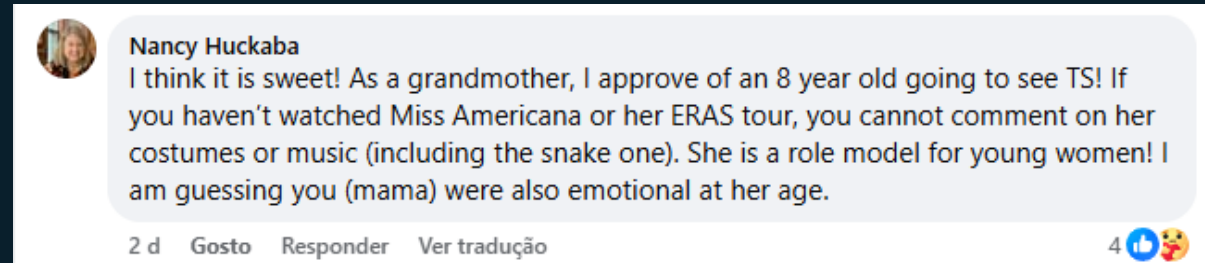 Nancy Huckaba
I think it is sweet! As a grandmother, I approve of an 8 year old going to see TS! If
you haven’t watched Miss Americana or her ERAS tour, you cannot comment on her
costumes or music (including the snake one). She is a role model for young women! I
am guessing you (mama) were also emotional at her age.
2 d Gosto Responder Ver tradução 4